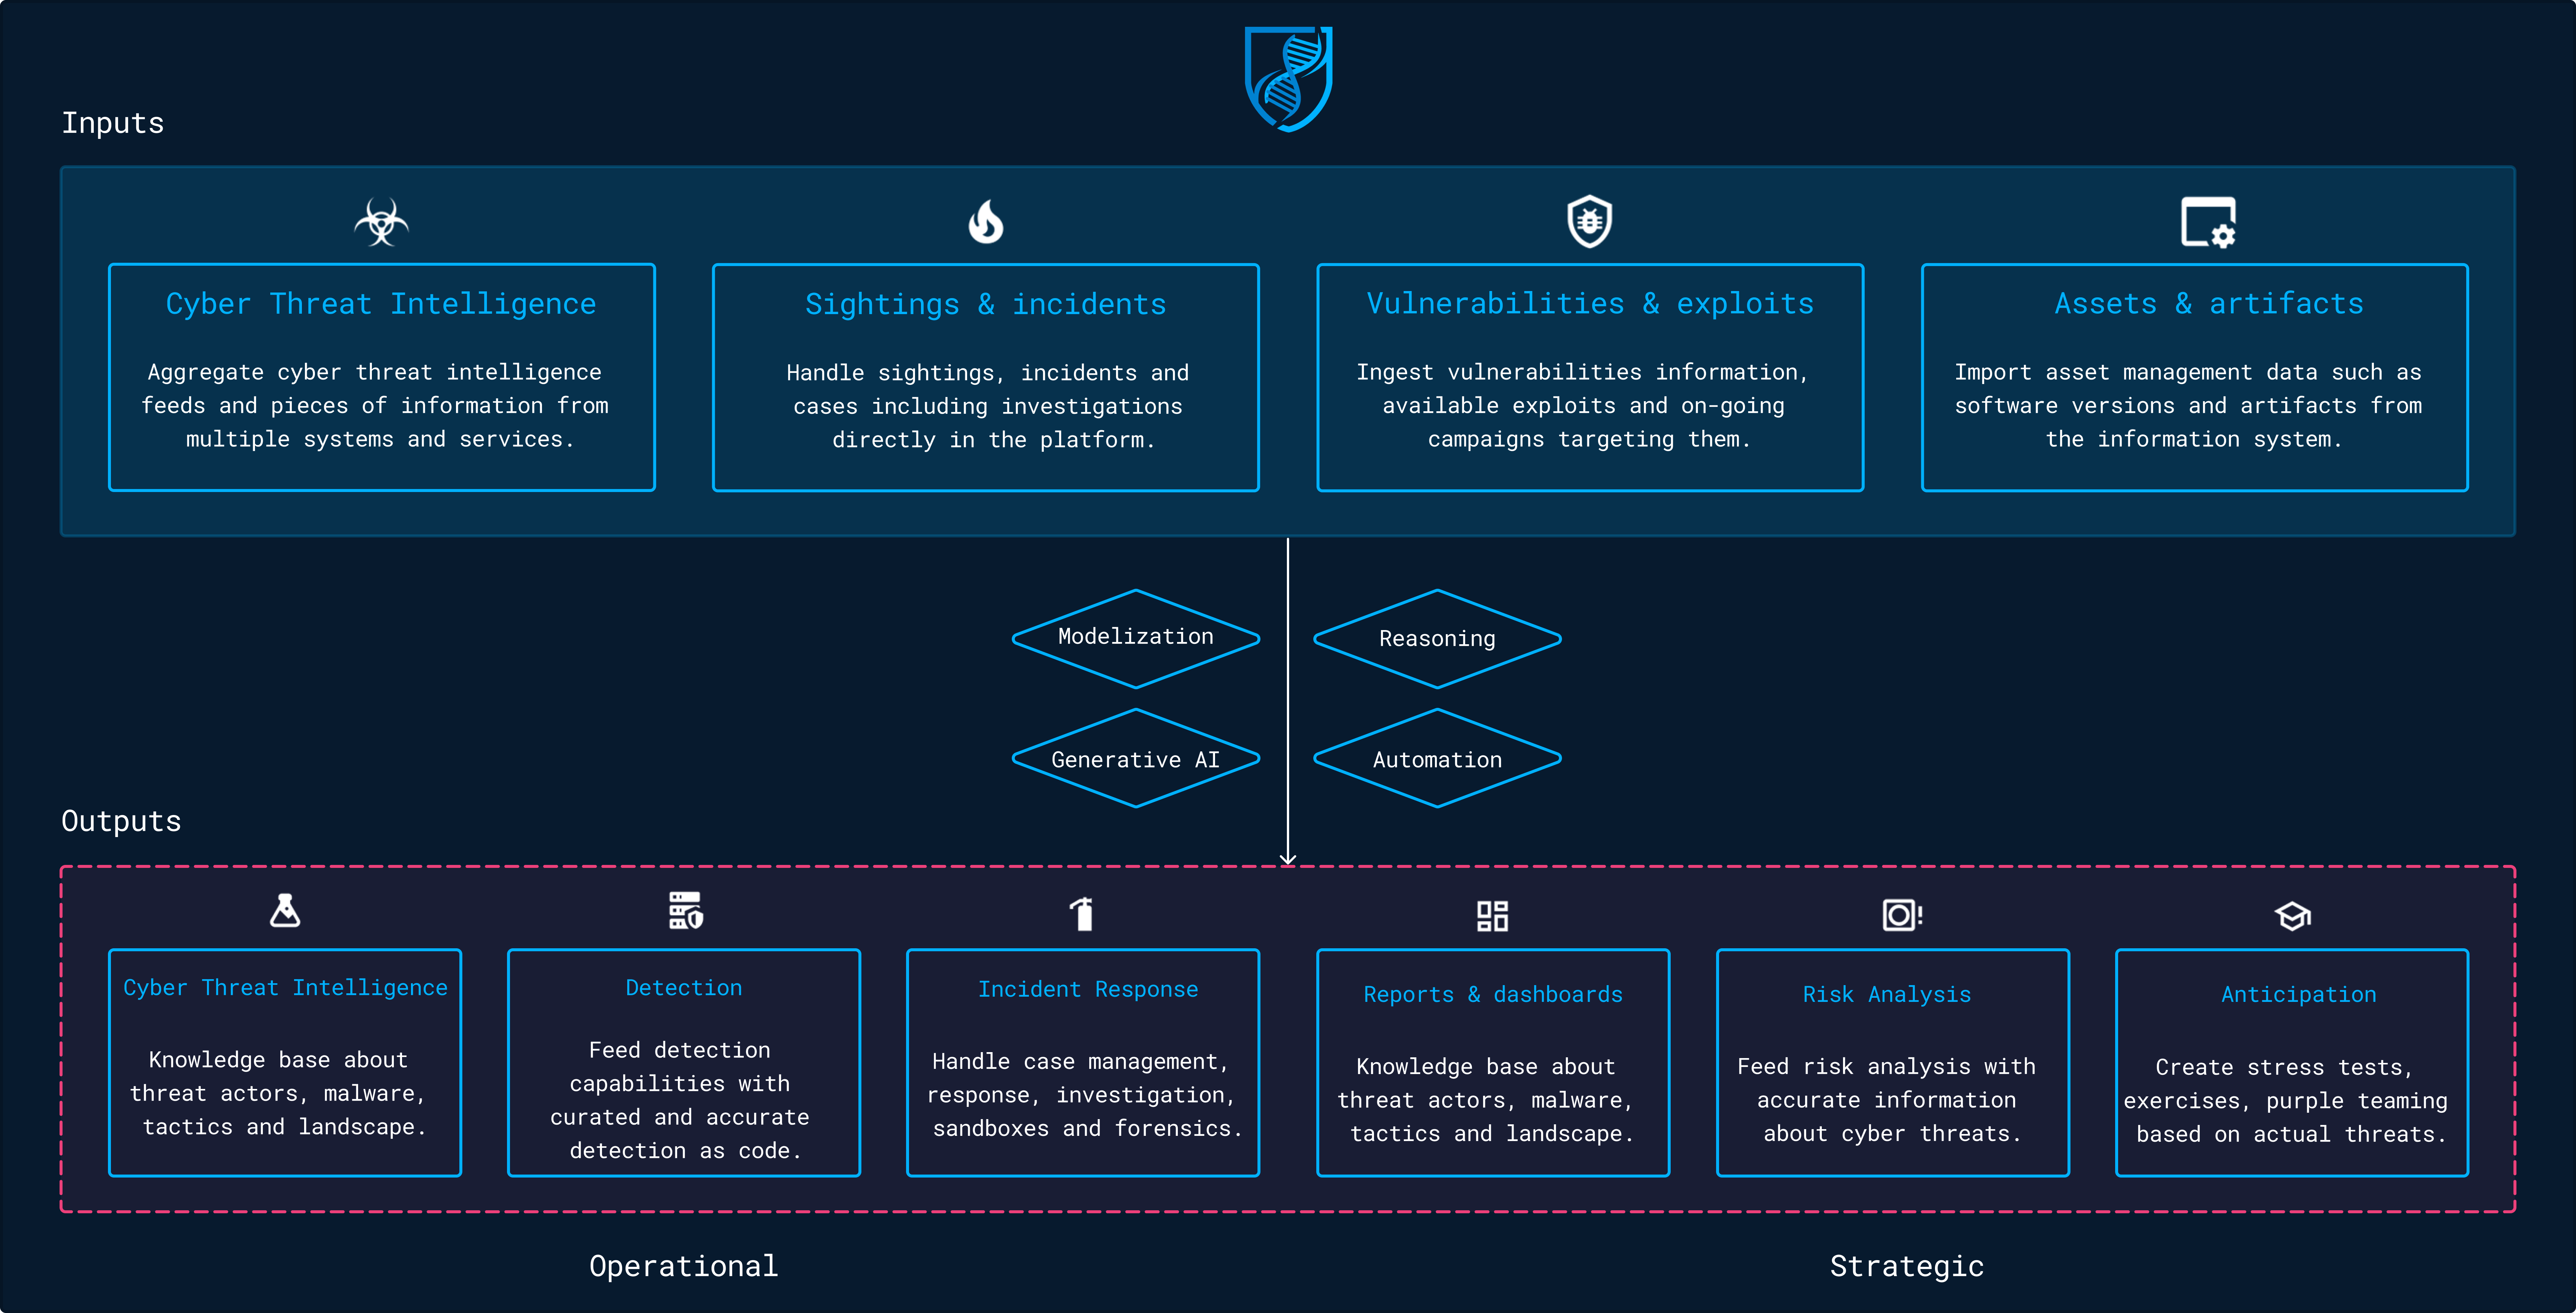 Inputs
Cyber Threat Intelligence
Aggregate cyber threat intelligence
feeds and pieces of information from
multiple systems and services.
Sightings & incidents
Handle sightings, incidents and
cases including investigations
directly in the platform.
Vulnerabilities & exploits
Ingest vulnerabilities information,
available exploits and on-going
campaigns targeting them.
Assets & artifacts
Import asset management data such as
software versions and artifacts from
the information system.
Modelization
Reasoning
Generative AI
Automation
Outputs
Cyber Threat Intelligence
Knowledge base about
threat actors, malware,
tactics and landscape.
Detection
Feed detection
capabilities with
curated and accurate
detection as code.
Incident Response
Handle case management,
response, investigation,
sandboxes and forensics.
Reports & dashboards
Knowledge base about
threat actors, malware,
tactics and landscape.
Risk Analysis
Feed risk analysis with
accurate information
about cyber threats.
Anticipation
Create stress tests,
exercises, purple teaming
based on actual threats.
Operational
Strategic